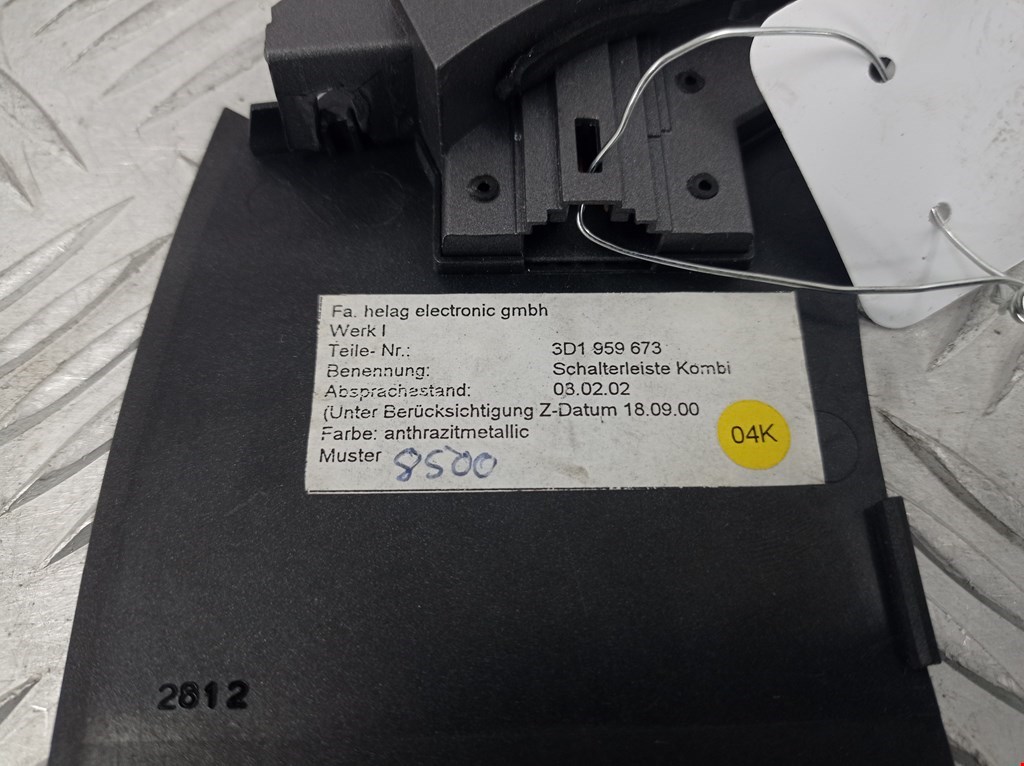 Fa. helag electronic gmbh
Werk I
Teile- Nr.: 3D1 959 673
Benennung: Schalterleiste Kombi
Absprachestand: 03.02.02
(Unter Berücksichtigung Z-Datum 18.09.00
Farbe: anthrazitmetallic
Muster 8500
04K
2812